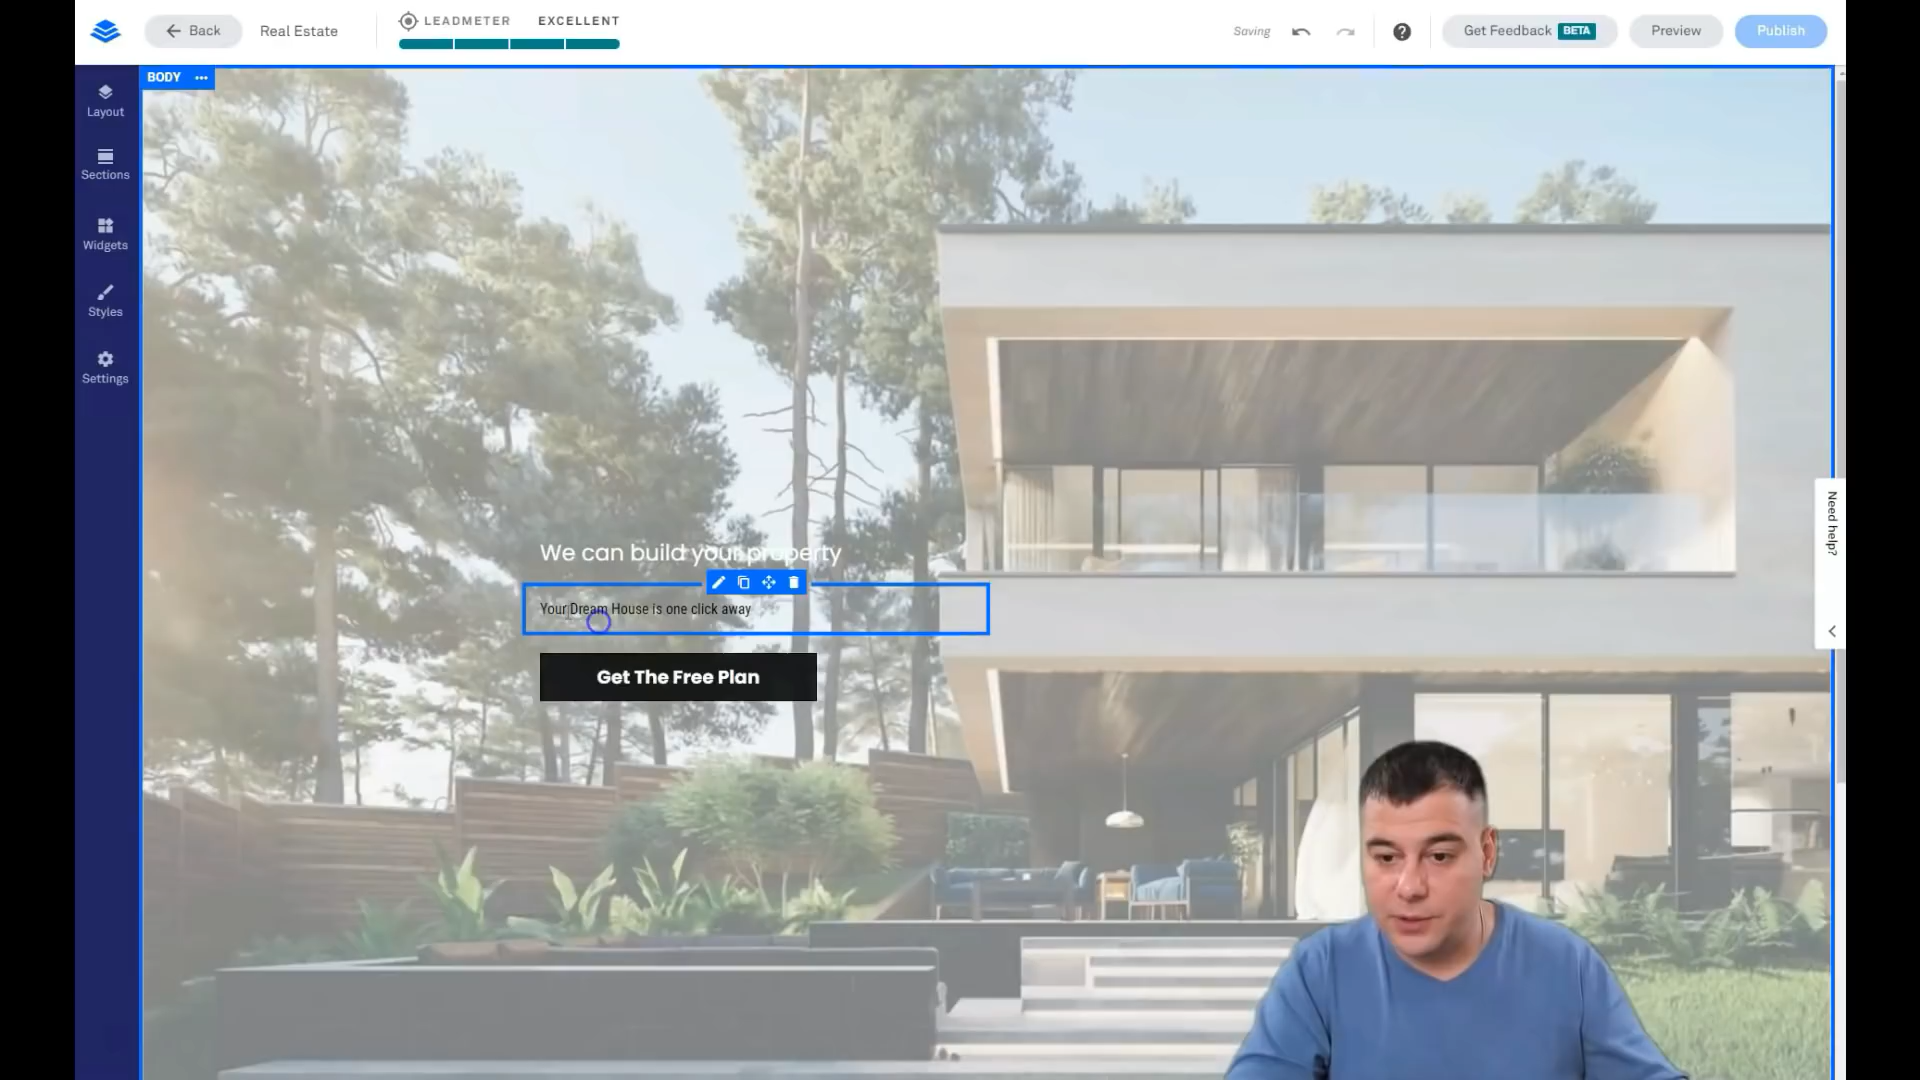 Back
Real Estate
LEADMETER EXCELLENT
Saving
Get Feedback BETA
Preview
Publish
BODY
Layout
Sections
Widgets
Styles
Settings
We can build your property
Your Dream House is one click away
Get The Free Plan
Need help?